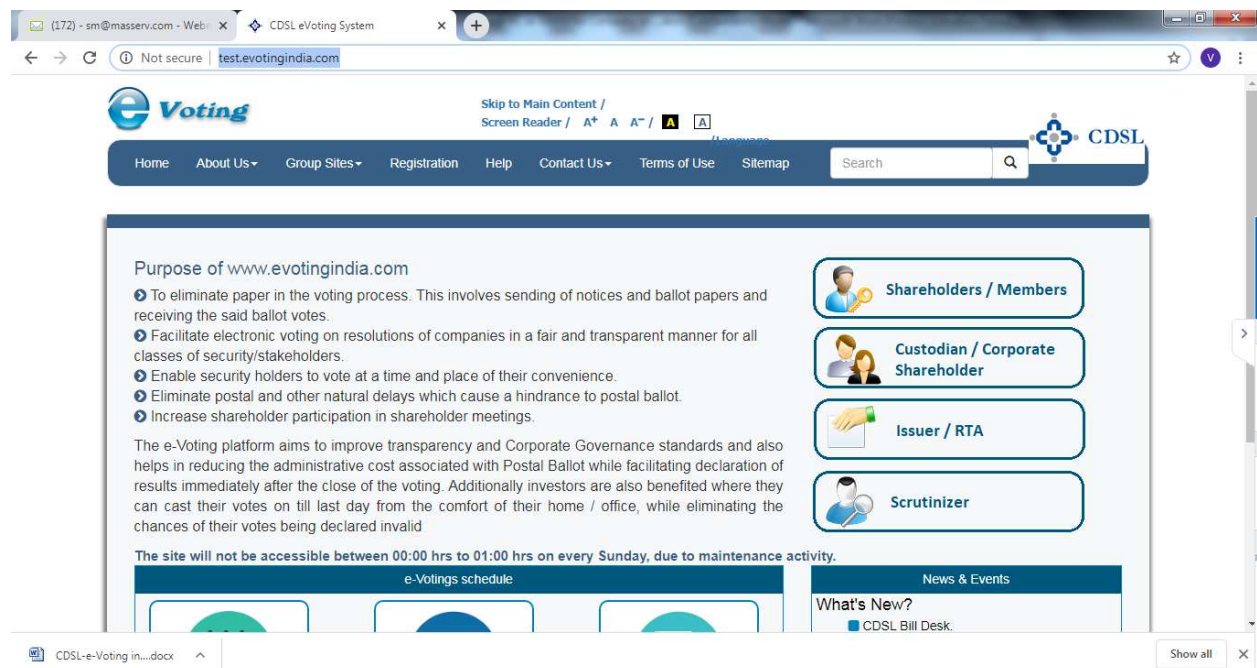 (172) - sm@masserv.com - Web
CDSL eVoting System
Not secure | test.evotingindia.com
V
e Voting
Skip to Main Content /
Screen Reader / A+ A A- / A A
/Language
CDSL
Home About Us Group Sites Registration Help Contact Us Terms of Use Sitemap Search
Purpose of www.evotingindia.com
To eliminate paper in the voting process. This involves sending of notices and ballot papers and
receiving the said ballot votes.
Facilitate electronic voting on resolutions of companies in a fair and transparent manner for all
classes of security/stakeholders.
Enable security holders to vote at a time and place of their convenience.
Eliminate postal and other natural delays which cause a hindrance to postal ballot.
Increase shareholder participation in shareholder meetings.
The e-Voting platform aims to improve transparency and Corporate Governance standards and also
helps in reducing the administrative cost associated with Postal Ballot while facilitating declaration of
results immediately after the close of the voting. Additionally investors are also benefited where they
can cast their votes on till last day from the comfort of their home / office, while eliminating the
chances of their votes being declared invalid
Shareholders / Members
Custodian / Corporate
Shareholder
Issuer / RTA
Scrutinizer
The site will not be accessible between 00:00 hrs to 01:00 hrs on every Sunday, due to maintenance activity.
e-Votings schedule
News & Events
What's New?
CDSL Bill Desk.
CDSL-e-Voting in....docx
Show all